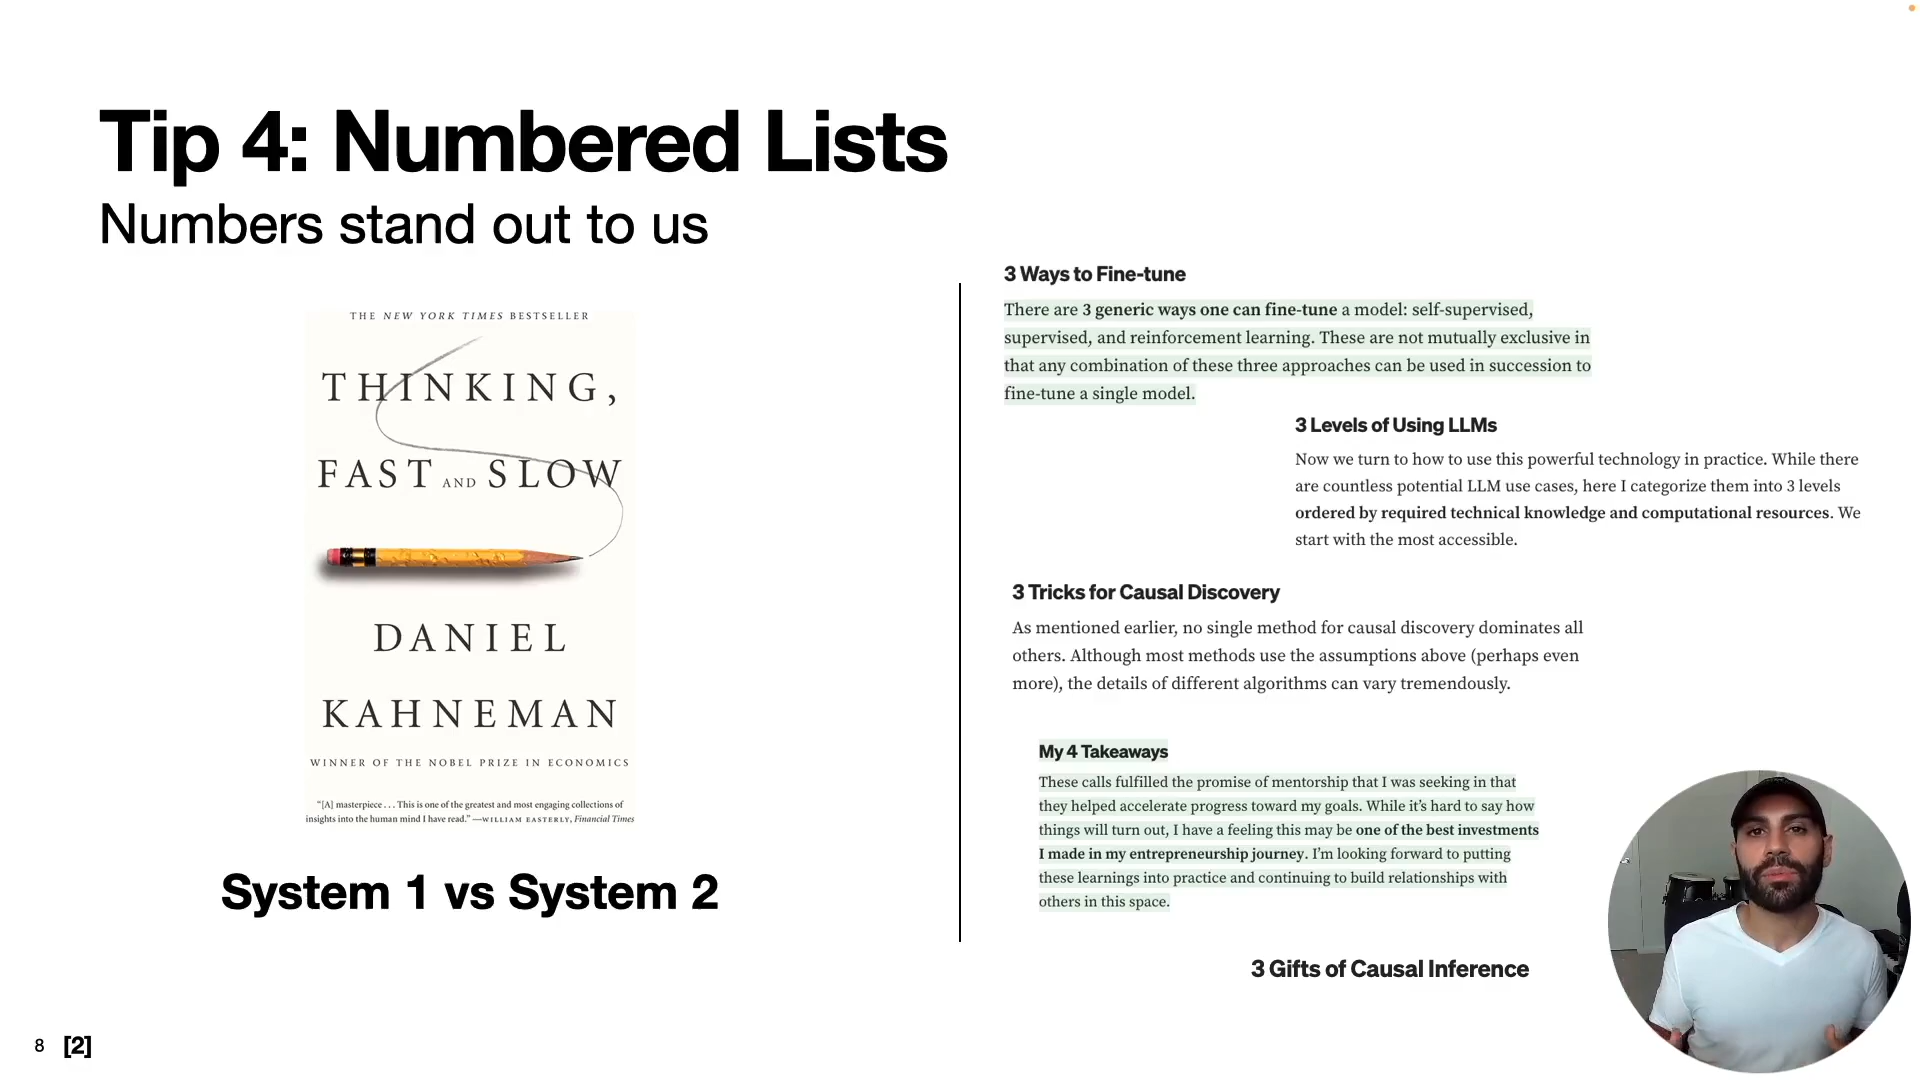 Tip 4: Numbered Lists
Numbers stand out to us
THE NEW YORK TIMES BESTSELLER
THINKING,
FAST AND SLOW
DANIEL
KAHNEMAN
WINNER OF THE NOBEL PRIZE IN ECONOMICS
“[A] masterpiece . . . This is one of the greatest and most engaging collections of
insights into the human mind I have read.” —WILLIAM EASTERLY, Financial Times
System 1 vs System 2
3 Ways to Fine-tune
There are 3 generic ways one can fine-tune a model: self-supervised,
supervised, and reinforcement learning. These are not mutually exclusive in
that any combination of these three approaches can be used in succession to
fine-tune a single model.
3 Levels of Using LLMs
Now we turn to how to use this powerful technology in practice. While there
are countless potential LLM use cases, here I categorize them into 3 levels
ordered by required technical knowledge and computational resources. We
start with the most accessible.
3 Tricks for Causal Discovery
As mentioned earlier, no single method for causal discovery dominates all
others. Although most methods use the assumptions above (perhaps even
more), the details of different algorithms can vary tremendously.
My 4 Takeaways
These calls fulfilled the promise of mentorship that I was seeking in that
they helped accelerate progress toward my goals. While it’s hard to say how
things will turn out, I have a feeling this may be one of the best investments
I made in my entrepreneurship journey. I’m looking forward to putting
these learnings into practice and continuing to build relationships with
others in this space.
3 Gifts of Causal Inference
8 [2]